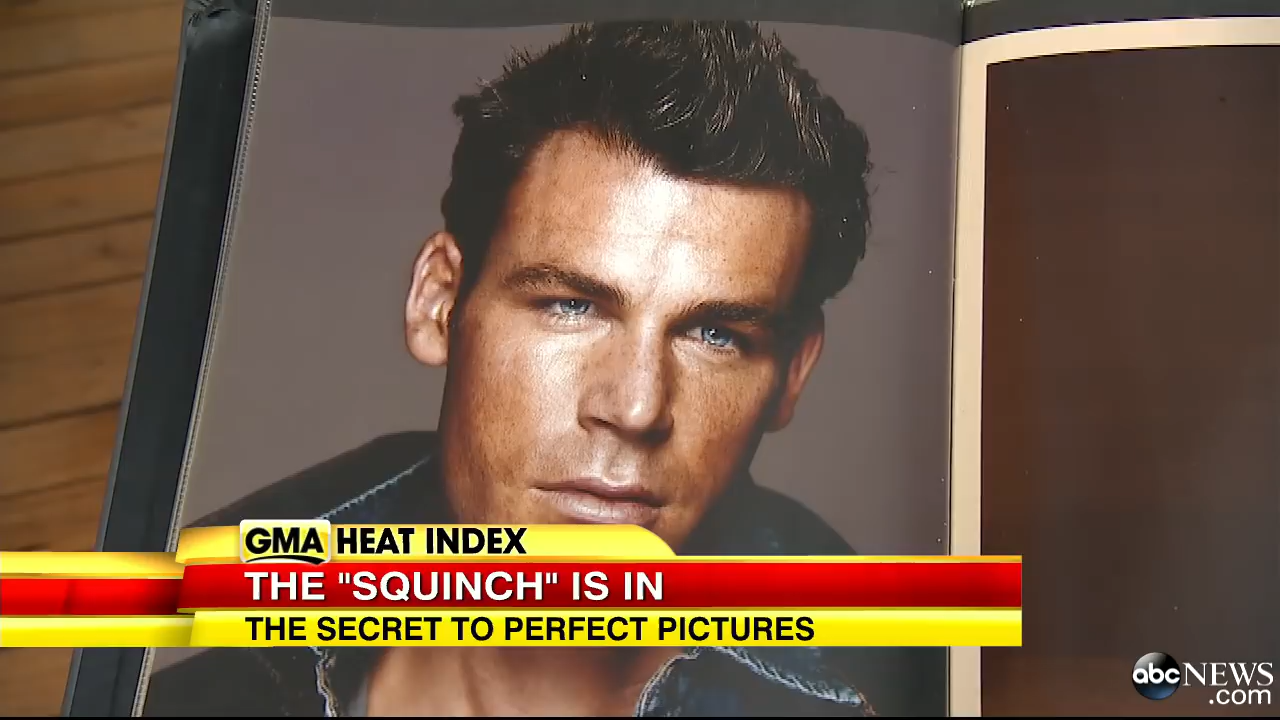 GMA HEAT INDEX
THE "SQUINCH" IS IN
THE SECRET TO PERFECT PICTURES
abc NEWS
.com